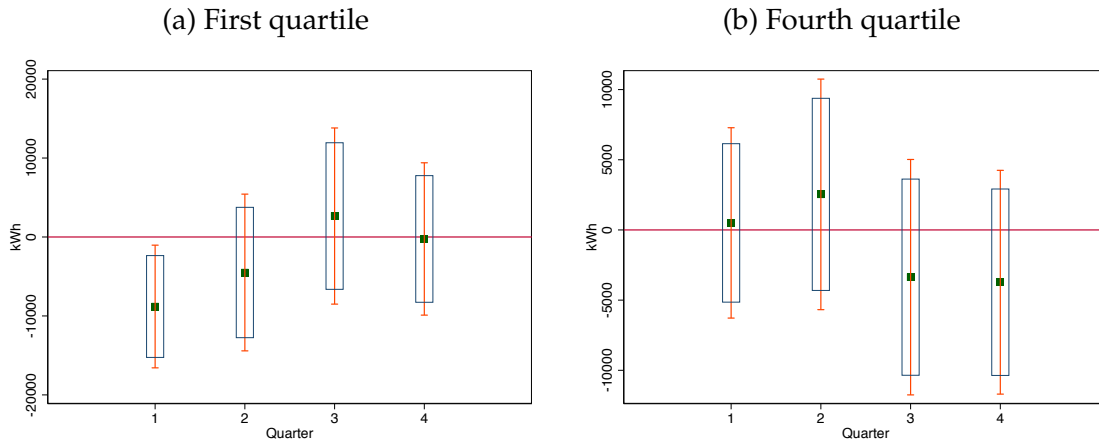 (a) First quartile
20000
10000
0
-10000
-20000
kWh
1 2 3 4
Quarter
(b) Fourth quartile
10000
5000
0
-5000
-10000
kWh
1 2 3 4
Quarter